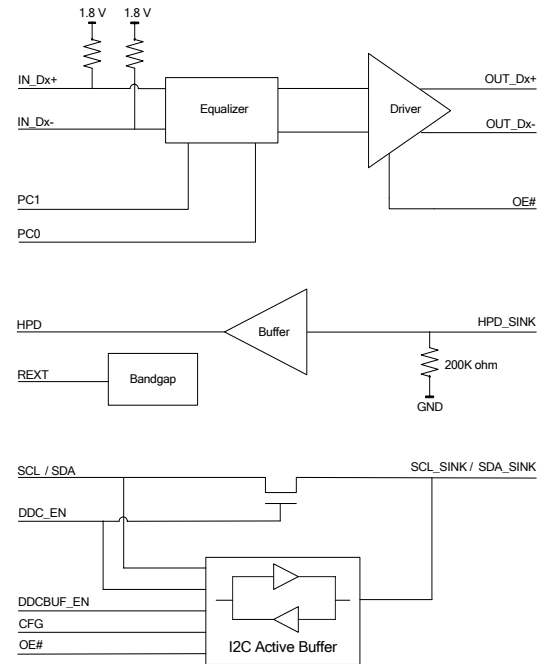 1.8 V 1.8 V
IN_Dx+
Equalizer
Driver
OUT_Dx+
IN_Dx-
OUT_Dx-
PC1
OE#
PC0
HPD
Buffer
HPD_SINK
200K ohm
GND
REXT
Bandgap
SCL / SDA
SCL_SINK / SDA_SINK
DDC_EN
DDCBUF_EN
CFG
OE#
I2C Active Buffer